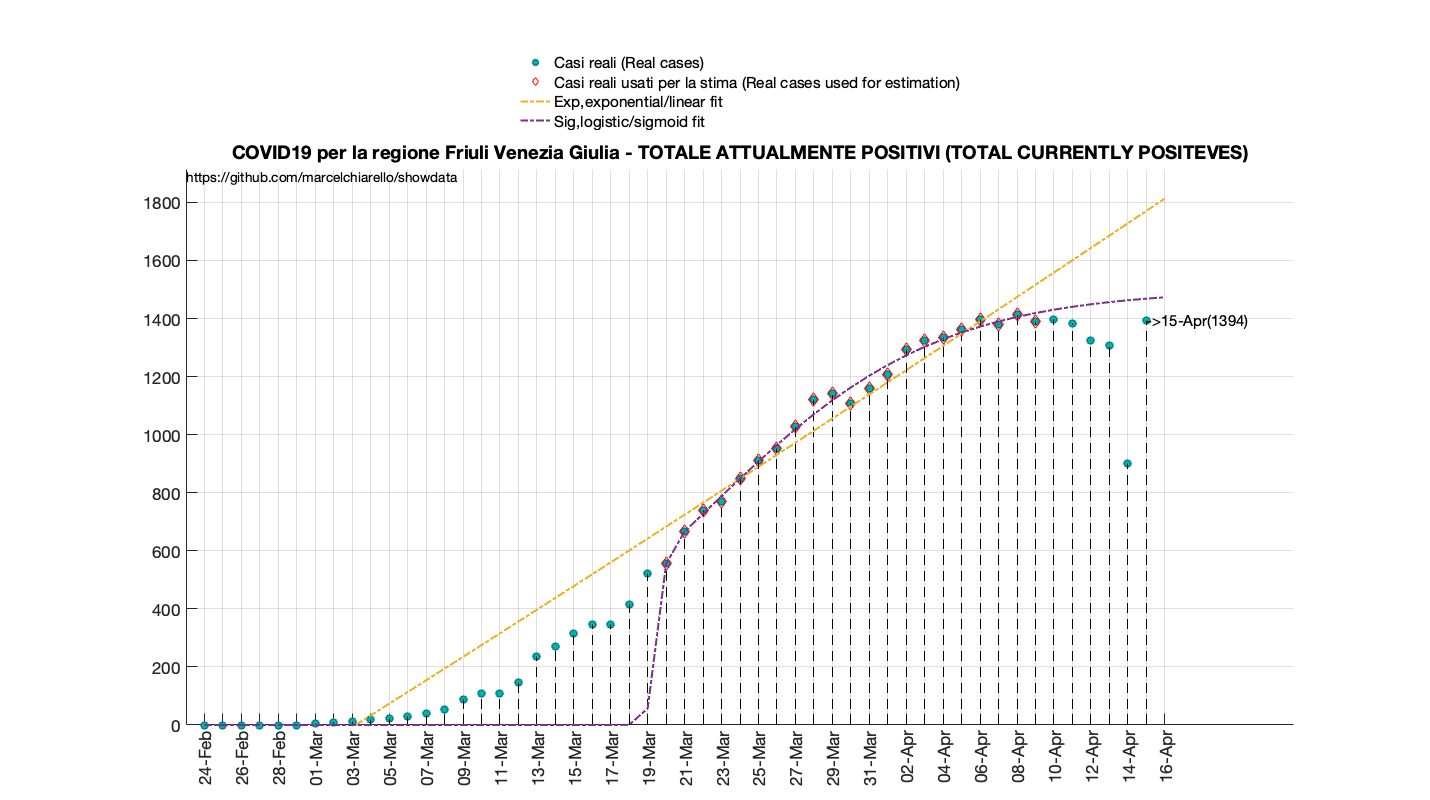 Casi reali (Real cases)
Casi reali usati per la stima (Real cases used for estimation)
Exp,exponential/linear fit
Sig,logistic/sigmoid fit
COVID19 per la regione Friuli Venezia Giulia - TOTALE ATTUALMENTE POSITIVI (TOTAL CURRENTLY POSITEVES)
https://github.com/marcelchiarello/showdata
1800
1600
1400
1200
1000
800
600
400
200
0
>15-Apr(1394)
24-Feb
26-Feb
28-Feb
01-Mar
03-Mar
05-Mar
07-Mar
09-Mar
11-Mar
13-Mar
15-Mar
17-Mar
19-Mar
21-Mar
23-Mar
25-Mar
27-Mar
29-Mar
31-Mar
02-Apr
04-Apr
06-Apr
08-Apr
10-Apr
12-Apr
14-Apr
16-Apr